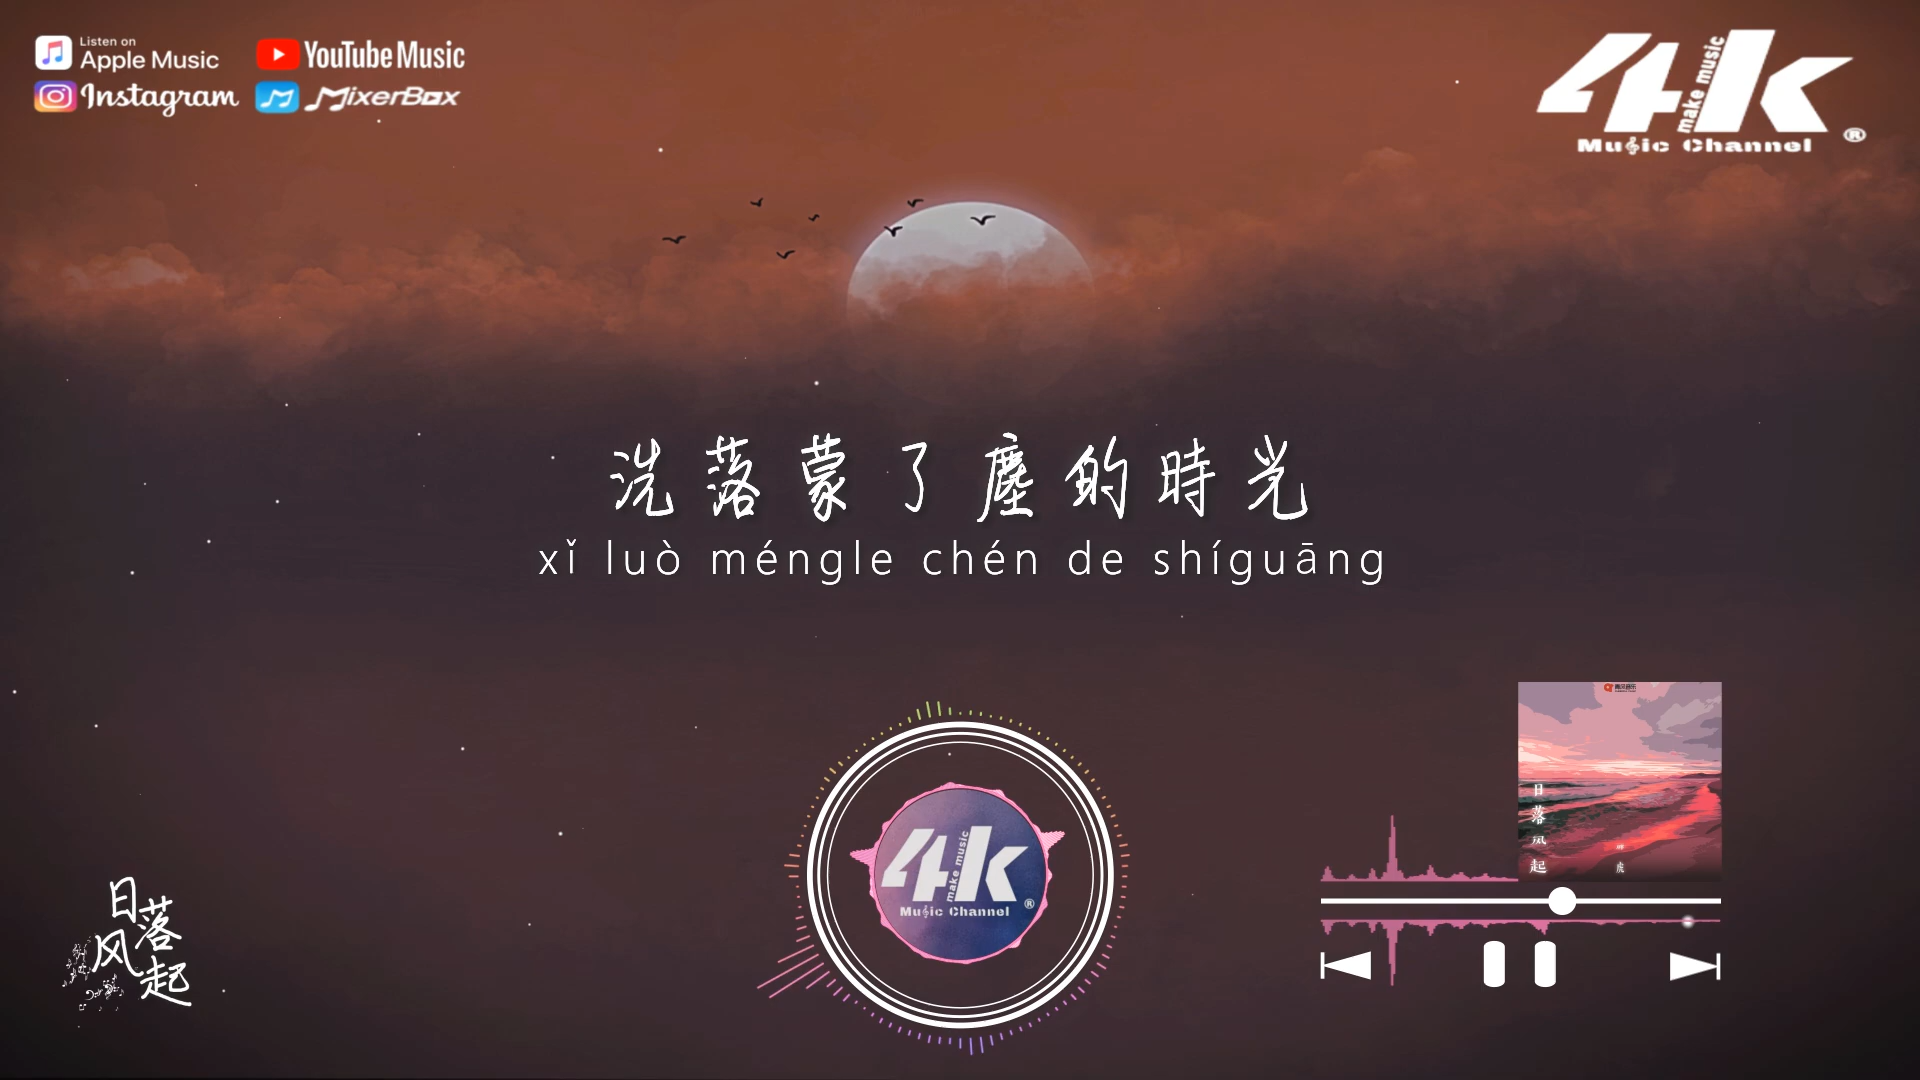 Listen on
Apple Music
YouTube Music
Instagram
MixerBox
4k
make music
Music Channel ®
洗落蒙了塵的時光
xǐ luò méngle chén de shíguāng
日落风起
4k
make music
Music Channel ®
日落风起
虎